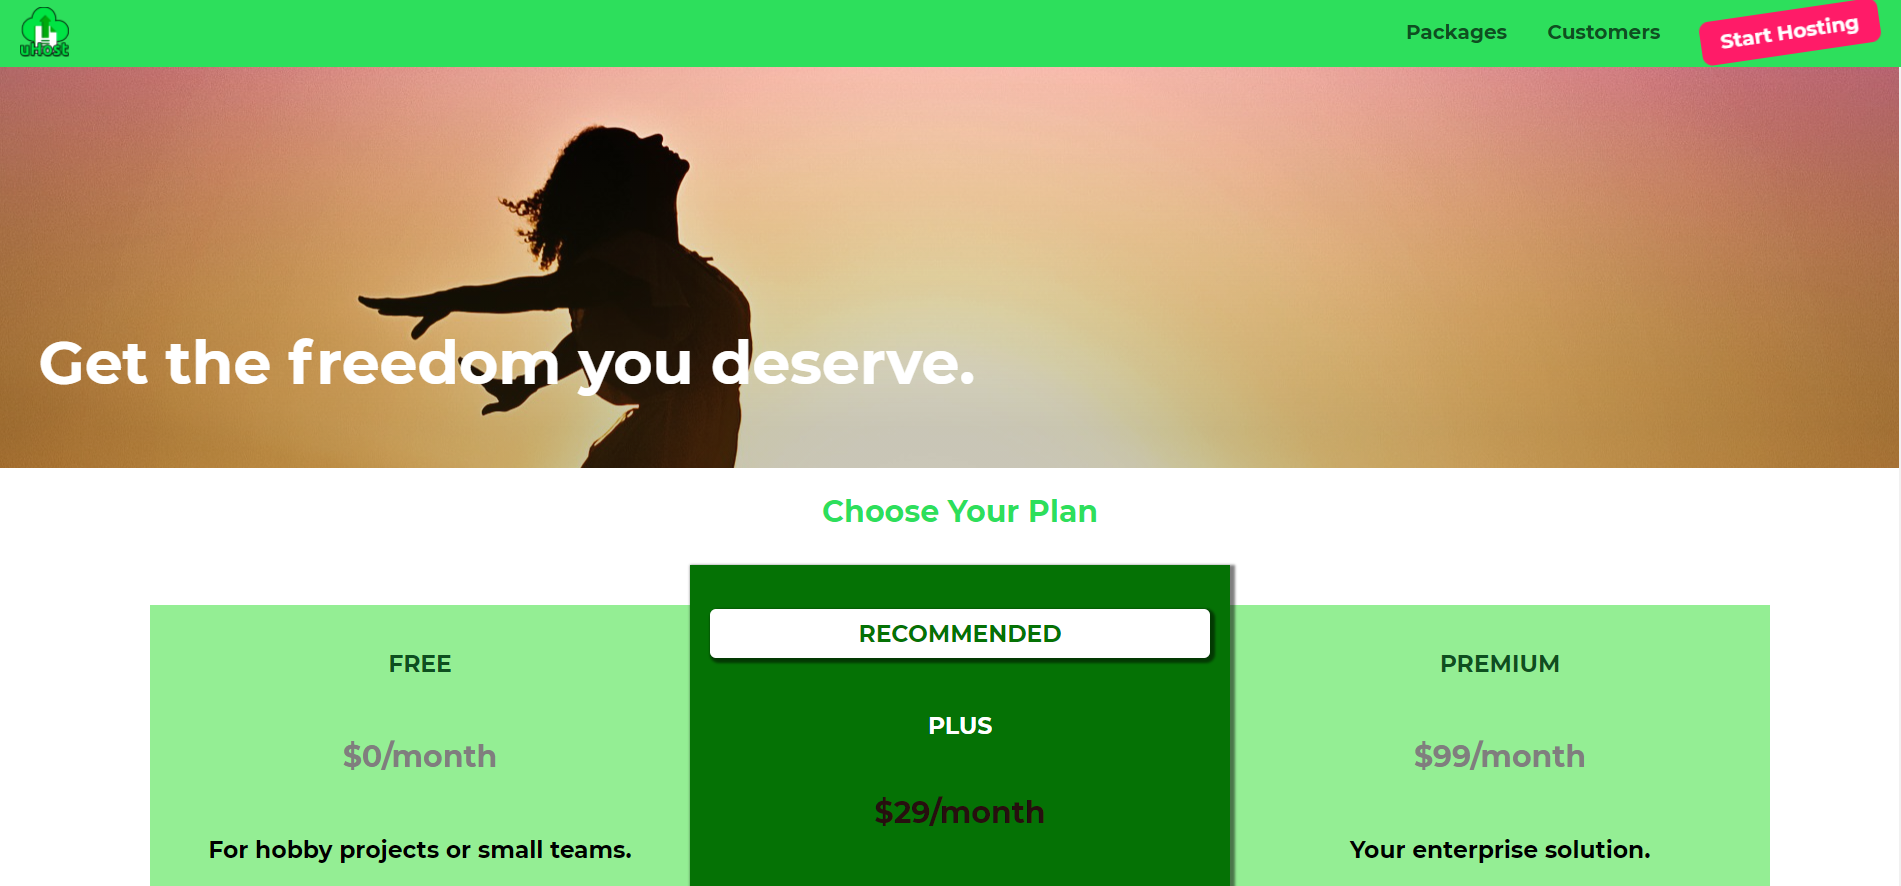 uHost
Packages
Customers
Start Hosting
Get the freedom you deserve.
Choose Your Plan
FREE
$0/month
For hobby projects or small teams.
RECOMMENDED
PLUS
$29/month
PREMIUM
$99/month
Your enterprise solution.